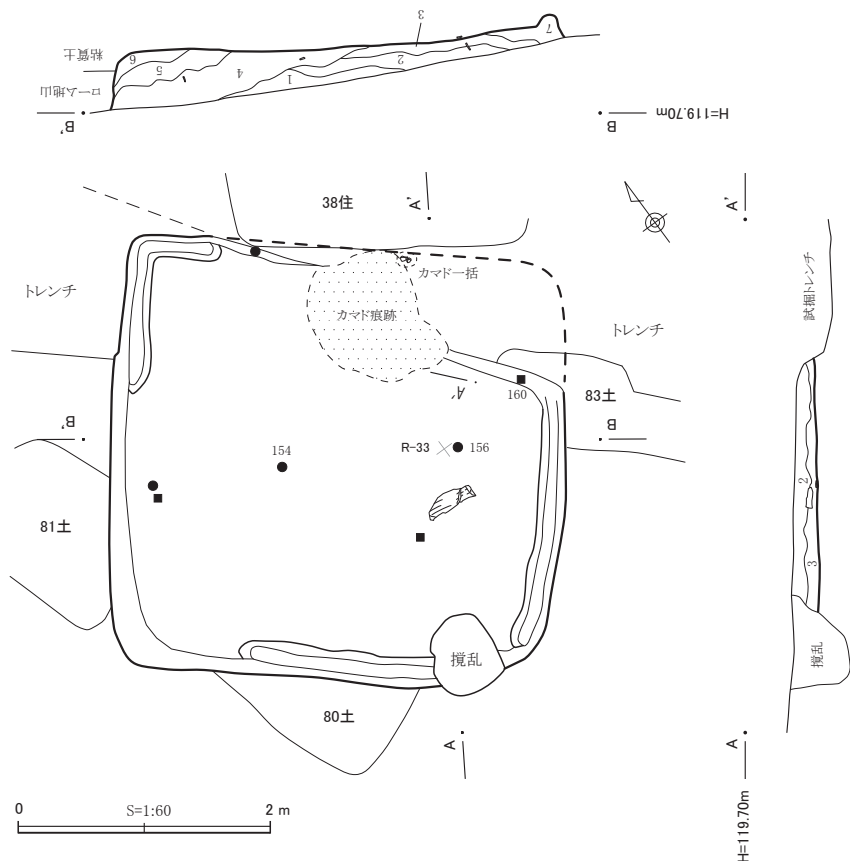 3
7
2
1
4
5
6
粘質土
ローム地山
B'
B
H=119.70m
38住
A'
A'
トレンチ
カマド一括
カマド痕跡
トレンチ
試掘トレンチ
A'
160
83土
B'
B
154
R-33
156
81土
2
3
撹乱
撹乱
80土
A
A
0
S=1:60
2 m
H=119.70m